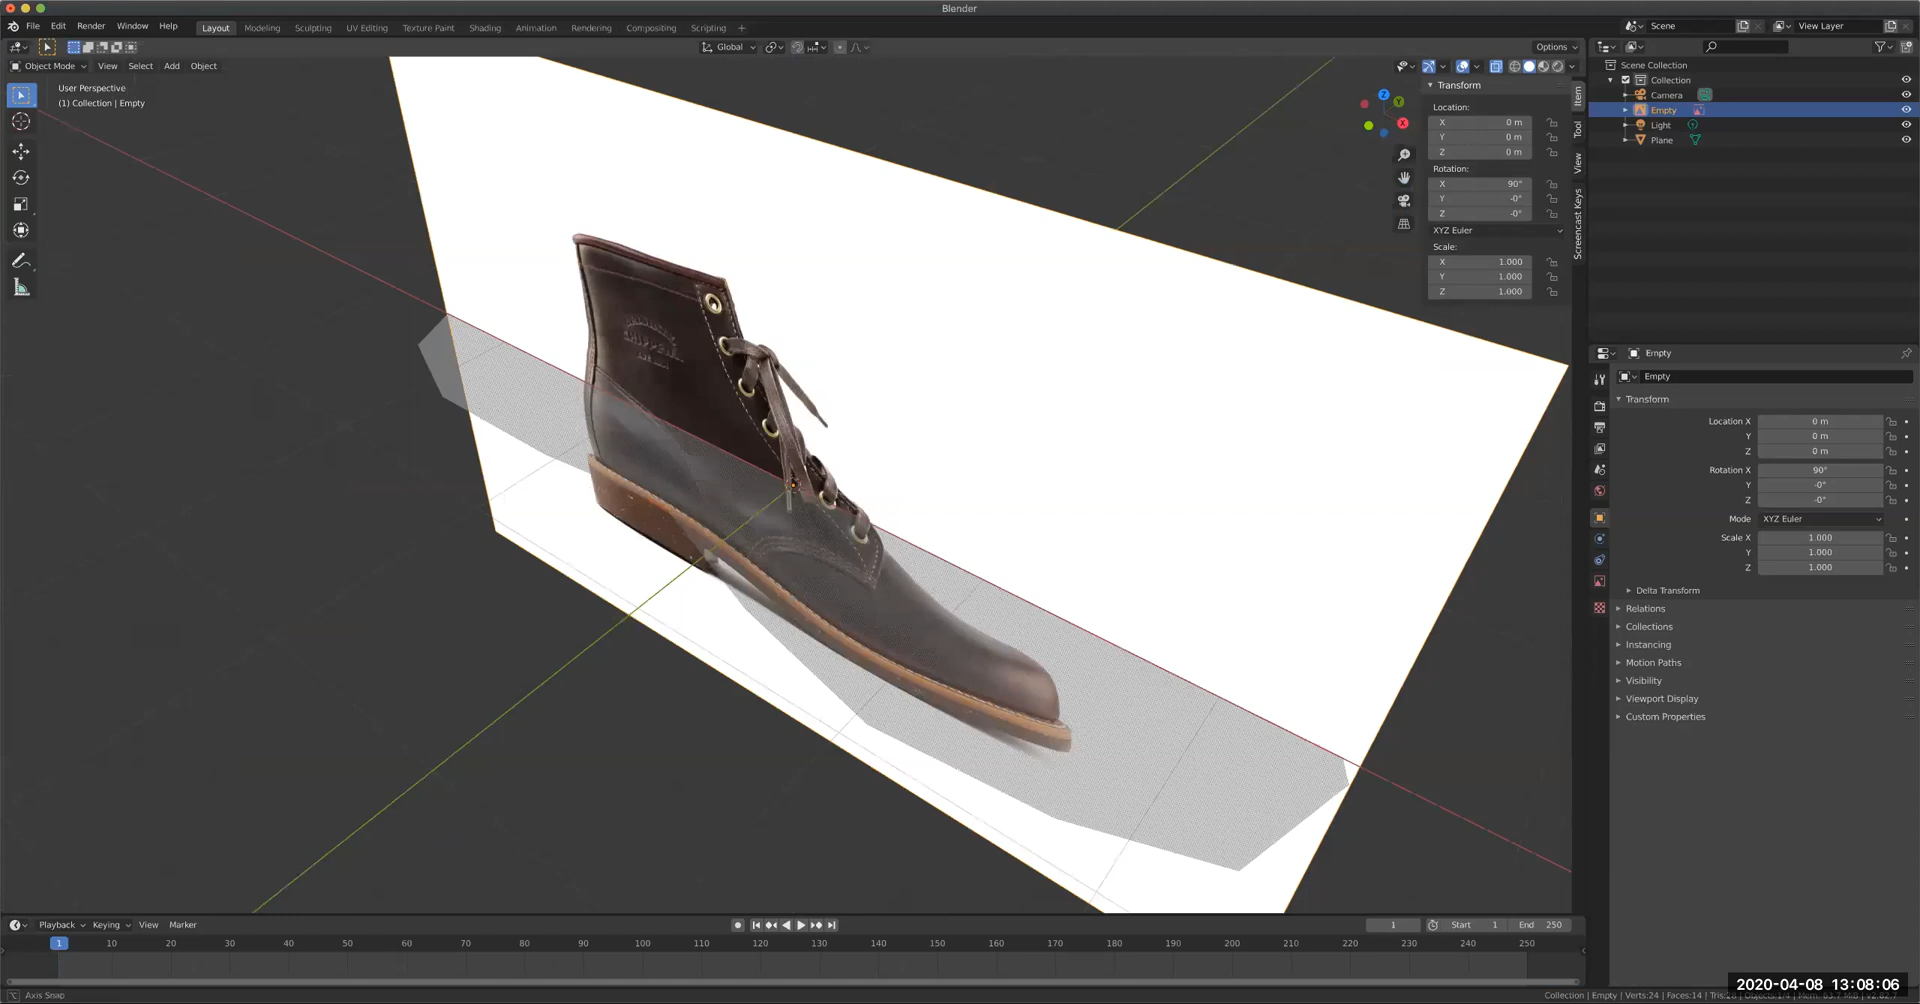 Blender
File Edit Render Window Help
Layout Modeling Sculpting UV Editing Texture Paint Shading Animation Rendering Compositing Scripting +
Scene
View Layer
Global
Options
Object Mode View Select Add Object
User Perspective
(1) Collection | Empty
Transform
Location:
X 0 m
Y 0 m
Z 0 m
Rotation:
X 90°
Y -0°
Z -0°
XYZ Euler
Scale:
X 1.000
Y 1.000
Z 1.000
Item
Tool
View
Screencast Keys
Z
Y
X
Scene Collection
Collection
Camera
Empty
Light
Plane
Empty
Empty
Transform
Location X 0 m
Y 0 m
Z 0 m
Rotation X 90°
Y -0°
Z -0°
Mode XYZ Euler
Scale X 1.000
Y 1.000
Z 1.000
Delta Transform
Relations
Collections
Instancing
Motion Paths
Visibility
Viewport Display
Custom Properties
Playback Keying View Marker
1 Start 1 End 250
1 10 20 30 40 50 60 70 80 90 100 110 120 130 140 150 160 170 180 190 200 210 220 230 240 250
2020-04-08 13:08:06
Axis Snap
Collection | Empty | Verts:24 | Faces:14